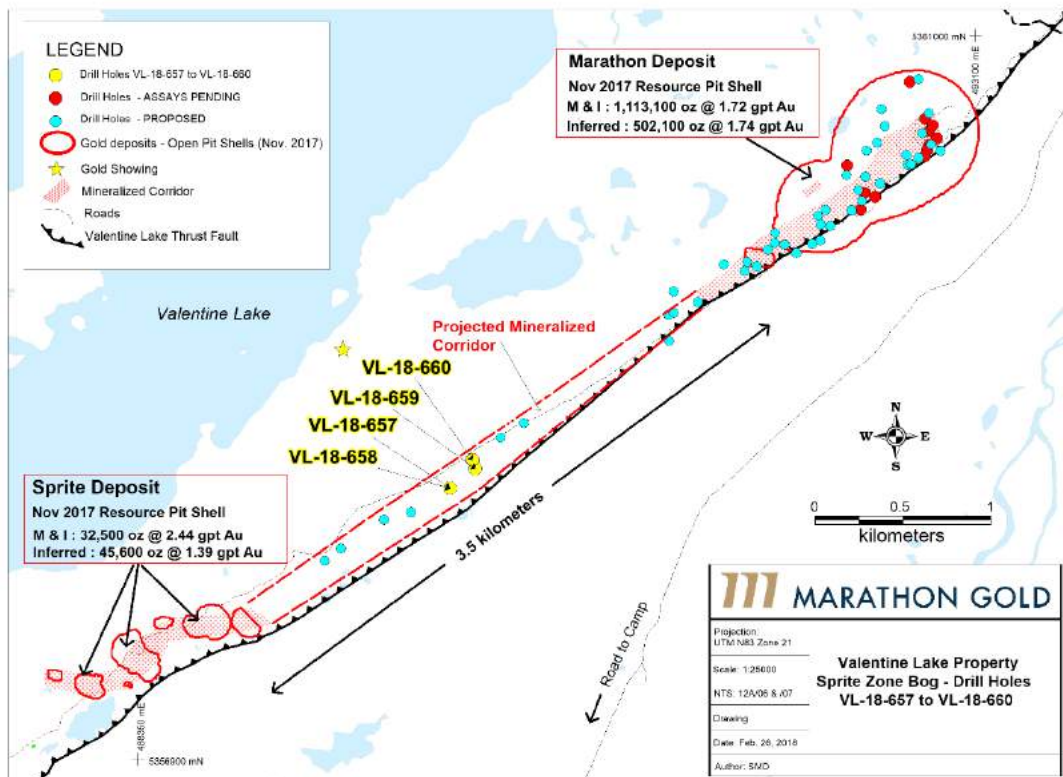 LEGEND
Drill Holes VL-18-657 to VL-18-660
Drill Holes - ASSAYS PENDING
Drill Holes - PROPOSED
Gold deposits - Open Pit Shells (Nov. 2017)
Gold Showing
Mineralized Corridor
Roads
Valentine Lake Thrust Fault
Marathon Deposit
Nov 2017 Resource Pit Shell
M & I : 1,113,100 oz @ 1.72 gpt Au
Inferred : 502,100 oz @ 1.74 gpt Au
5361000 mN
493100 mE
Valentine Lake
Projected Mineralized
Corridor
VL-18-660
VL-18-659
VL-18-657
VL-18-658
N
W E
S
Sprite Deposit
Nov 2017 Resource Pit Shell
M & I : 32,500 oz @ 2.44 gpt Au
Inferred : 45,600 oz @ 1.39 gpt Au
3.5 kilometers
0 0.5 1
kilometers
Road to Camp
488350 mE
5356900 mN
MARATHON GOLD
Projection:
UTM N83 Zone 21
Scale: 1:25000
NTS: 12A/06 & /07
Drawing
Date: Feb. 26, 2018
Author: SMD
Valentine Lake Property
Sprite Zone Bog - Drill Holes
VL-18-657 to VL-18-660